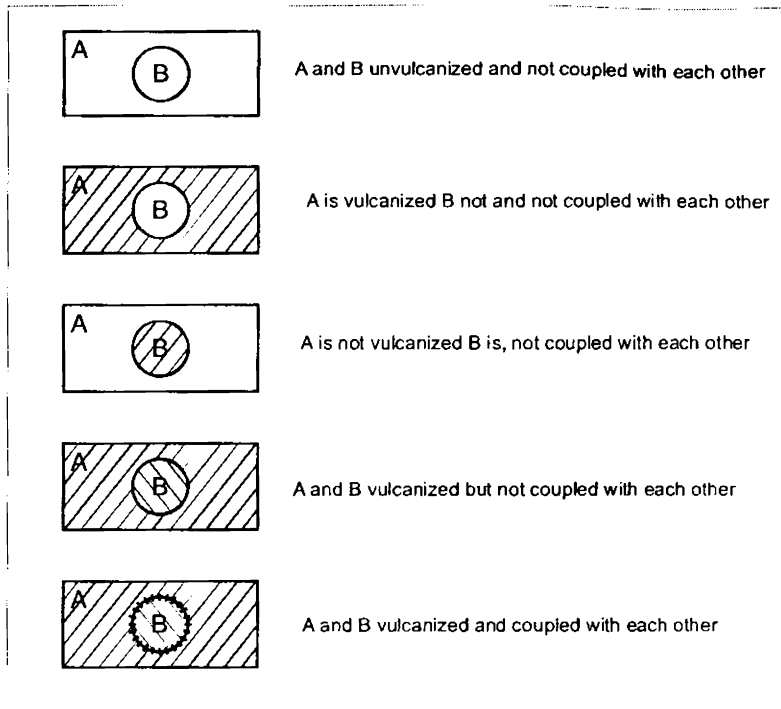 A
B
A and B unvulcanized and not coupled with each other
A
B
A is vulcanized B not and not coupled with each other
A
B
A is not vulcanized B is, not coupled with each other
A
B
A and B vulcanized but not coupled with each other
A
B
A and B vulcanized and coupled with each other